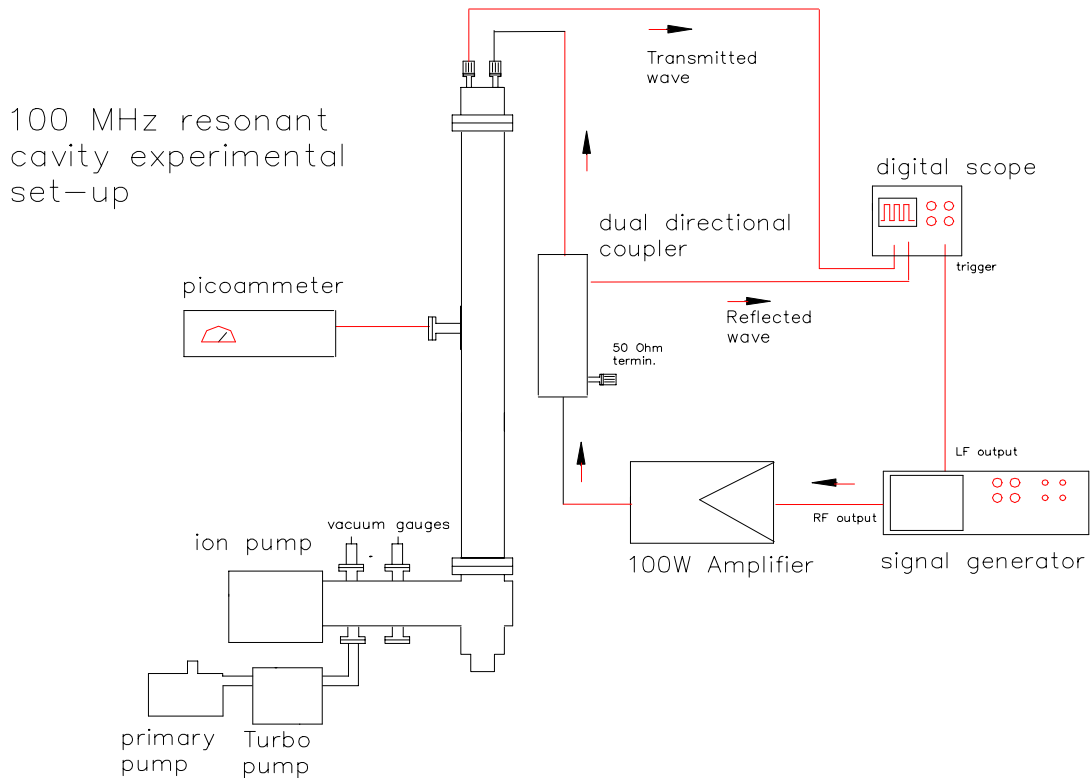 100 MHz resonant
cavity experimental
set-up
Transmitted
wave
digital scope
trigger
dual directional
coupler
Reflected
wave
50 Ohm
termin.
picoammeter
LF output
RF output
signal generator
100W Amplifier
vacuum gauges
ion pump
primary
pump
Turbo
pump